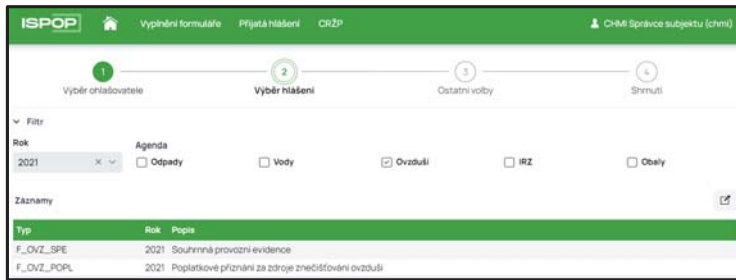 ISPOP Vyplnění formuláře Přijatá hlášení CRŽP CHMI Správce subjektu (chmi)
1 2 3 4
Výběr ohlašovatele Výběr hlášení Ostatní volby Shrnutí
Filtr
Rok Agenda
2021 Odpady Vody Ovzduší IRZ Obaly
Záznamy
Typ Rok Popis
F_OVZ_SPE 2021 Souhrnná provozní evidence
F_OVZ_POPL 2021 Poplatkové přiznání za zdroje znečišťování ovzduší